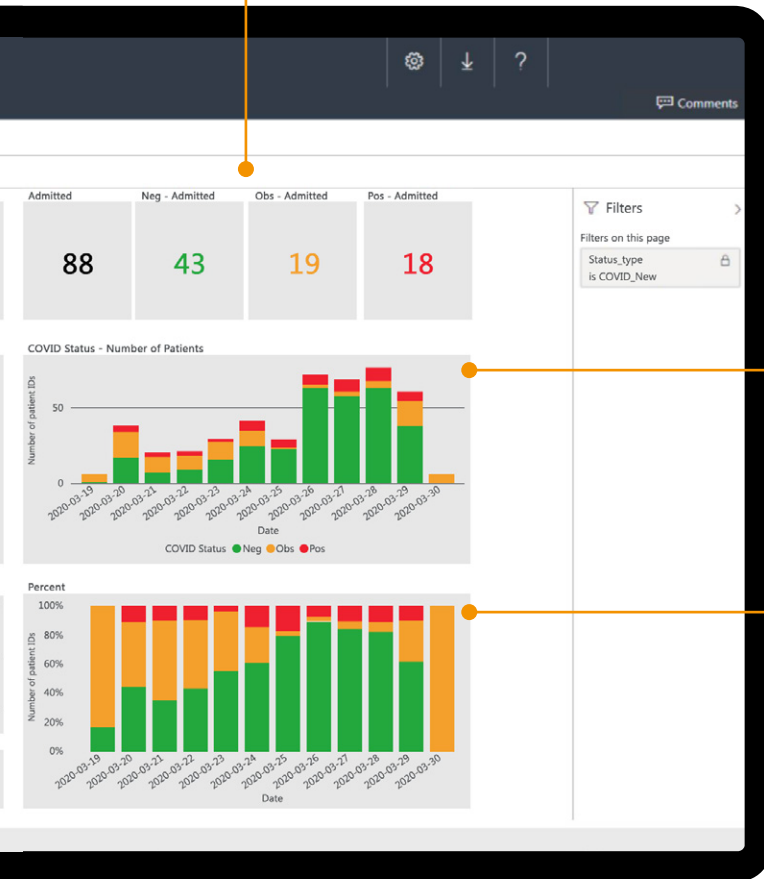 ?
Comments
Admitted
Neg - Admitted
Obs - Admitted
Pos - Admitted
88
43
19
18
Filters
Filters on this page
Status_type
is COVID_New
COVID Status - Number of Patients
Number of patient IDs
50
0
2020-03-19
2020-03-20
2020-03-21
2020-03-22
2020-03-23
2020-03-24
2020-03-25
2020-03-26
2020-03-27
2020-03-28
2020-03-29
2020-03-30
Date
COVID Status Neg Obs Pos
Percent
Number of patient IDs
100%
80%
60%
40%
20%
0%
2020-03-19
2020-03-20
2020-03-21
2020-03-22
2020-03-23
2020-03-24
2020-03-25
2020-03-26
2020-03-27
2020-03-28
2020-03-29
2020-03-30
Date